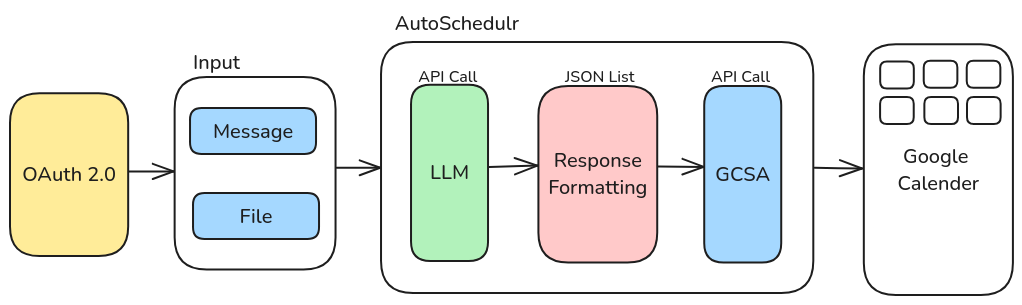 AutoSchedulr
Input
API Call
JSON List
API Call
OAuth 2.0
Message
File
LLM
Response
Formatting
GCSA
Google
Calender